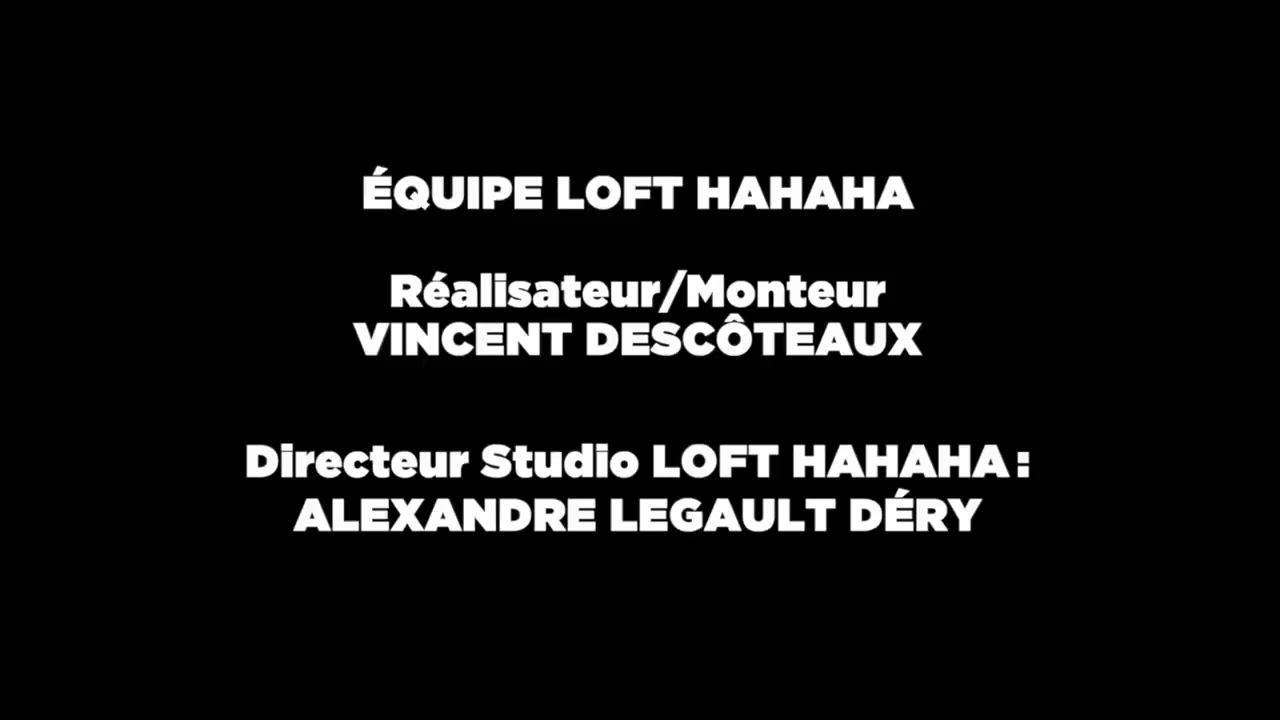 ÉQUIPE LOFT HAHAHA
Réalisateur/Monteur
VINCENT DESCÔTEAUX
Directeur Studio LOFT HAHAHA :
ALEXANDRE LEGAULT DÉRY